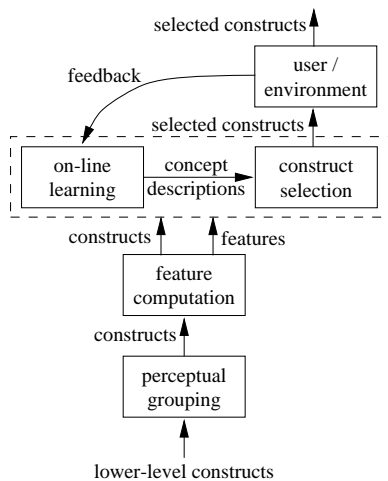 selected constructs
feedback
user /
environment
selected constructs
on-line
learning
concept
descriptions
construct
selection
constructs
features
feature
computation
constructs
perceptual
grouping
lower-level constructs